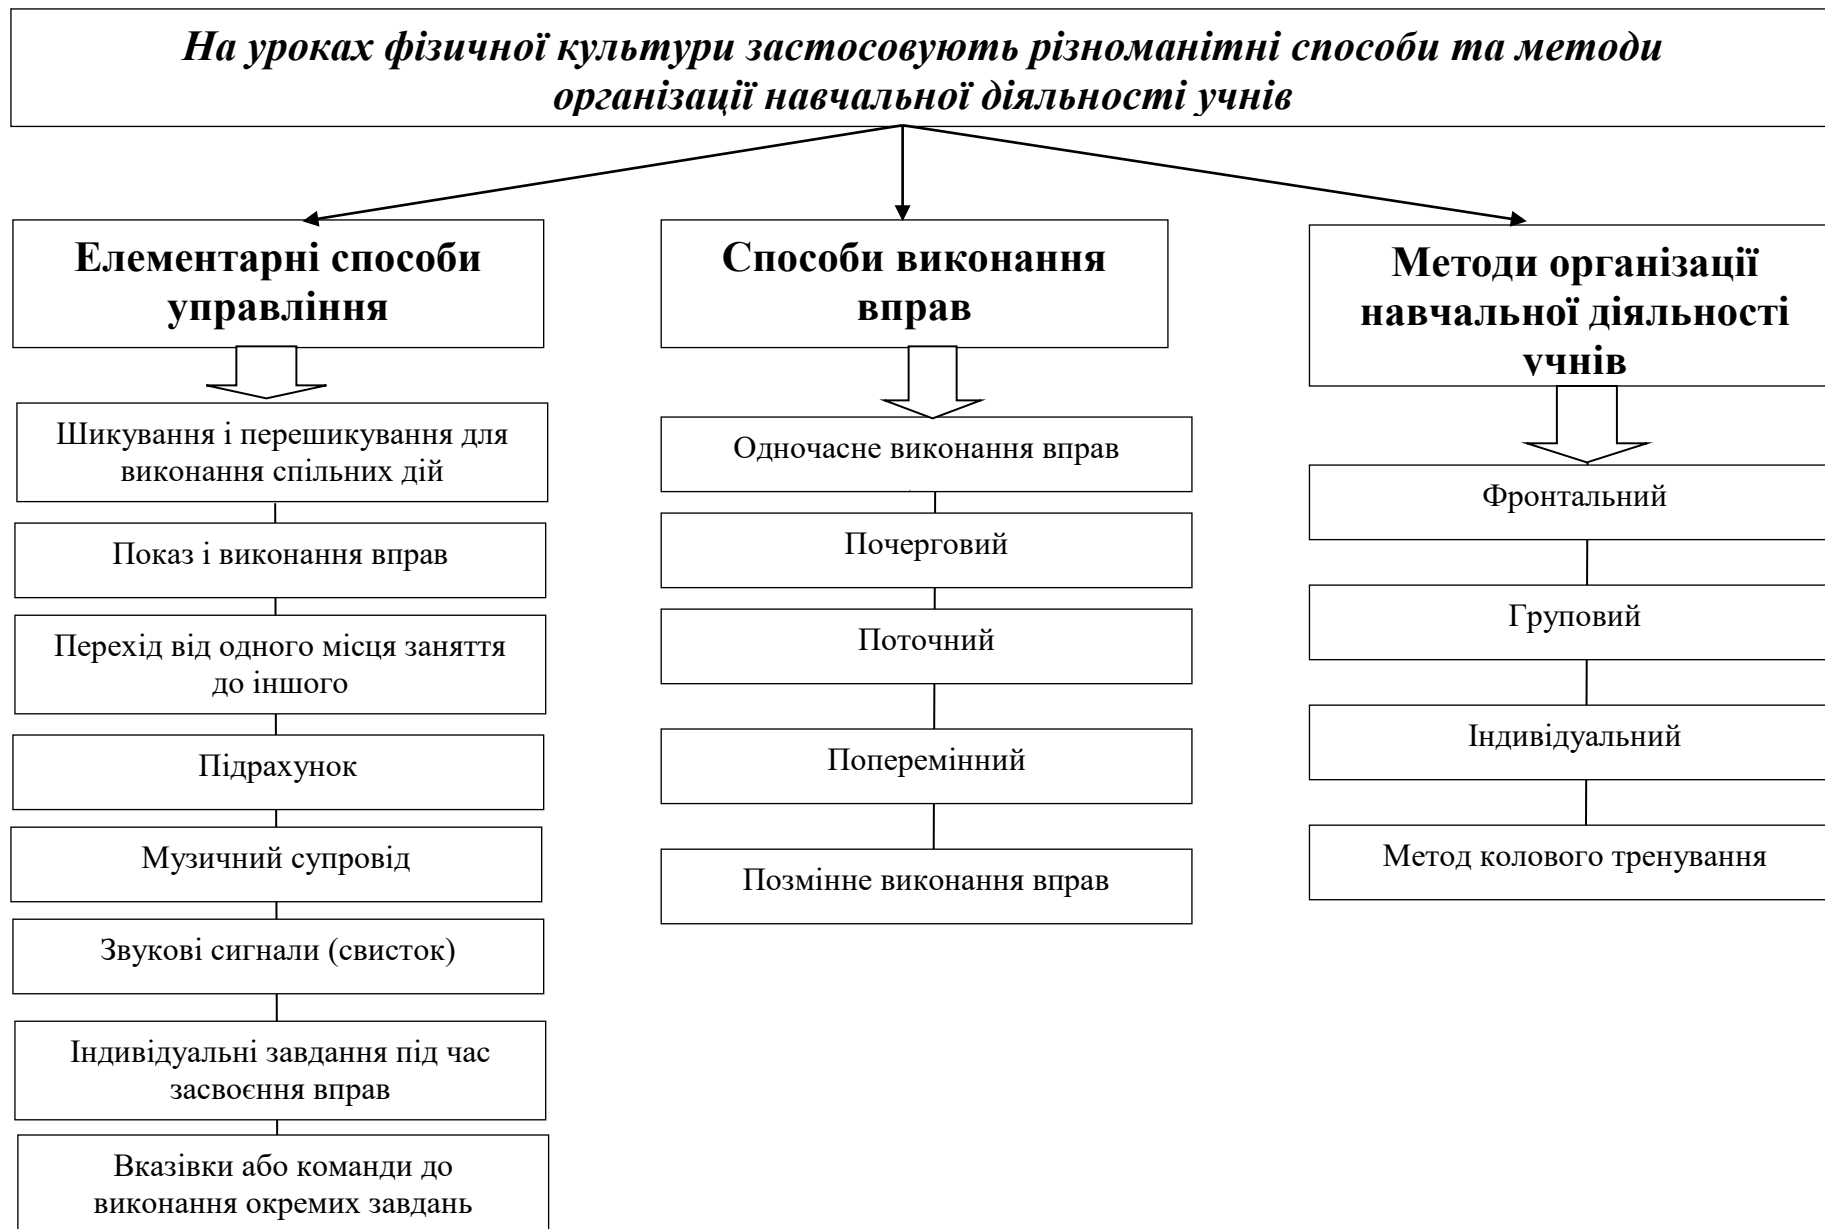 На уроках фізичної культури застосовують різноманітні способи та методи
організації навчальної діяльності учнів
Елементарні способи
управління
Шикування і перешикування для
виконання спільних дій
Показ і виконання вправ
Перехід від одного місця заняття
до іншого
Підрахунок
Музичний супровід
Звукові сигнали (свисток)
Індивідуальні завдання під час
засвоєння вправ
Вказівки або команди до
виконання окремих завдань
Способи виконання
вправ
Одночасне виконання вправ
Почерговий
Поточний
Поперемінний
Позмінне виконання вправ
Методи організації
навчальної діяльності
учнів
Фронтальний
Груповий
Індивідуальний
Метод колового тренування